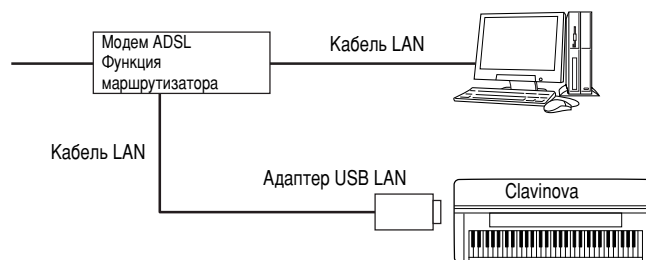 Модем ADSL
Функция
маршрутизатора
Кабель LAN
Кабель LAN
Адаптер USB LAN
Clavinova